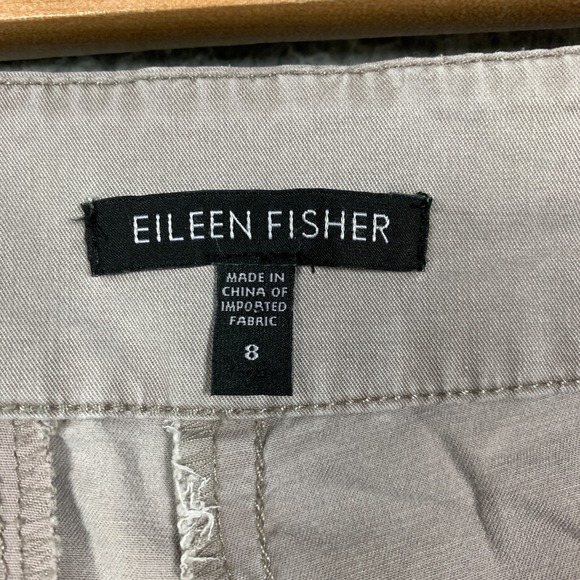 EILEEN FISHER
MADE IN
CHINA OF
IMPORTED
FABRIC
8